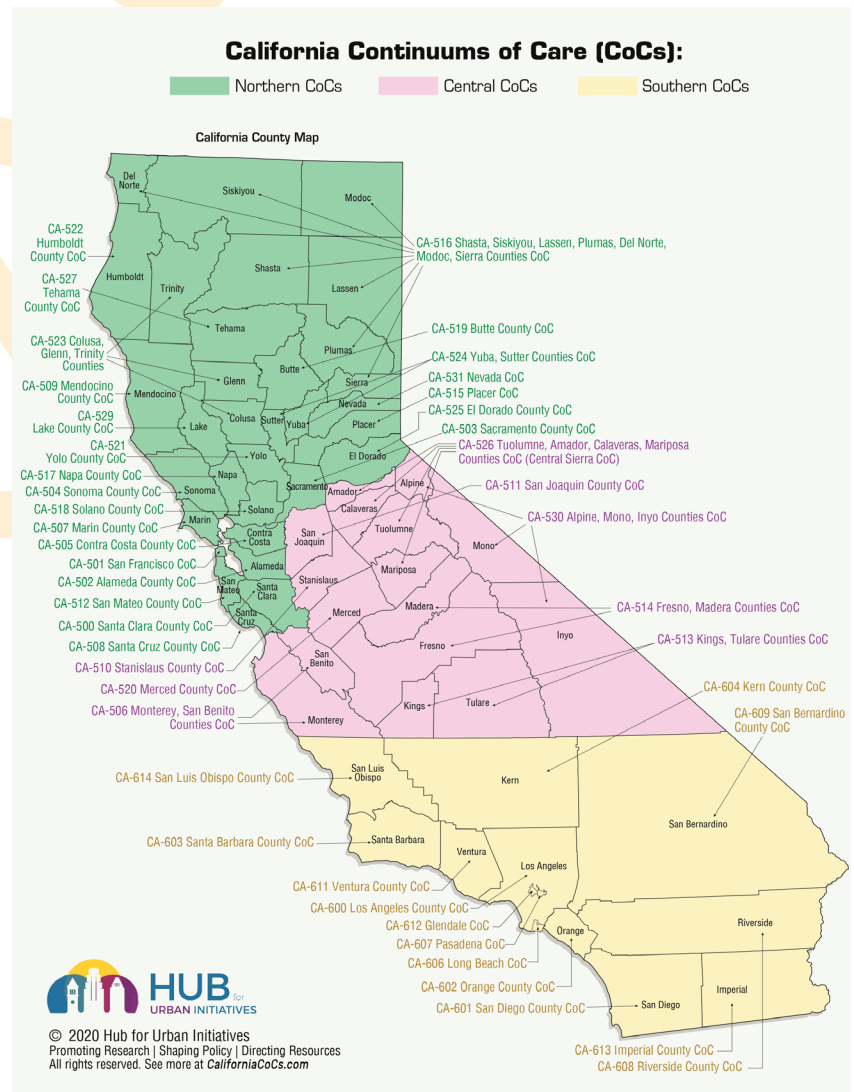 California Continuums of Care (CoCs):
Northern CoCs
Central CoCs
Southern CoCs
California County Map
Del
Norte
Siskiyou
Modoc
CA-522
Humboldt
County CoC
CA-516 Shasta, Siskiyou, Lassen, Plumas, Del Norte,
Modoc, Sierra Counties CoC
Humboldt
Trinity
Shasta
Lassen
CA-527
Tehama
County CoC
Tehama
CA-519 Butte County CoC
CA-523 Colusa,
Glenn, Trinity
Counties
Plumas
CA-524 Yuba, Sutter Counties CoC
Butte
Glenn
Sierra
CA-531 Nevada CoC
CA-509 Mendocino
County CoC
Mendocino
CA-515 Placer CoC
Nevada
CA-525 El Dorado County CoC
CA-529
Lake County CoC
Lake
Colusa
Sutter
Yuba
Placer
CA-503 Sacramento County CoC
CA-521
Yolo County CoC
Yolo
El Dorado
CA-526 Tuolumne, Amador, Calaveras, Mariposa
Counties CoC (Central Sierra CoC)
CA-517 Napa County CoC
Napa
CA-504 Sonoma County CoC
Sonoma
Sacramento
Amador
Alpine
CA-511 San Joaquin County CoC
CA-518 Solano County CoC
Solano
Calaveras
CA-507 Marin County CoC
Marin
CA-530 Alpine, Mono, Inyo Counties CoC
Tuolumne
CA-505 Contra Costa County CoC
Contra
Costa
San
Joaquin
Mono
CA-501 San Francisco CoC
Alameda
Mariposa
CA-502 Alameda County CoC
San
Mateo
Santa
Clara
Stanislaus
CA-512 San Mateo County CoC
Merced
Madera
CA-514 Fresno, Madera Counties CoC
CA-500 Santa Clara County CoC
Santa
Cruz
CA-508 Santa Cruz County CoC
Fresno
Inyo
CA-513 Kings, Tulare Counties CoC
CA-510 Stanislaus County CoC
San
Benito
CA-520 Merced County CoC
CA-604 Kern County CoC
CA-506 Monterey, San Benito
Counties CoC
Monterey
Kings
Tulare
CA-609 San Bernardino
County CoC
CA-614 San Luis Obispo County CoC
San Luis
Obispo
Kern
San Bernardino
CA-603 Santa Barbara County CoC
Santa Barbara
Ventura
Los Angeles
CA-611 Ventura County CoC
CA-600 Los Angeles County CoC
CA-612 Glendale CoC
CA-607 Pasadena CoC
Orange
Riverside
CA-606 Long Beach CoC
CA-602 Orange County CoC
CA-601 San Diego County CoC
San Diego
Imperial
CA-613 Imperial County CoC
CA-608 Riverside County CoC
HUB for
URBAN INITIATIVES
© 2020 Hub for Urban Initiatives
Promoting Research | Shaping Policy | Directing Resources
All rights reserved. See more at CaliforniaCoCs.com